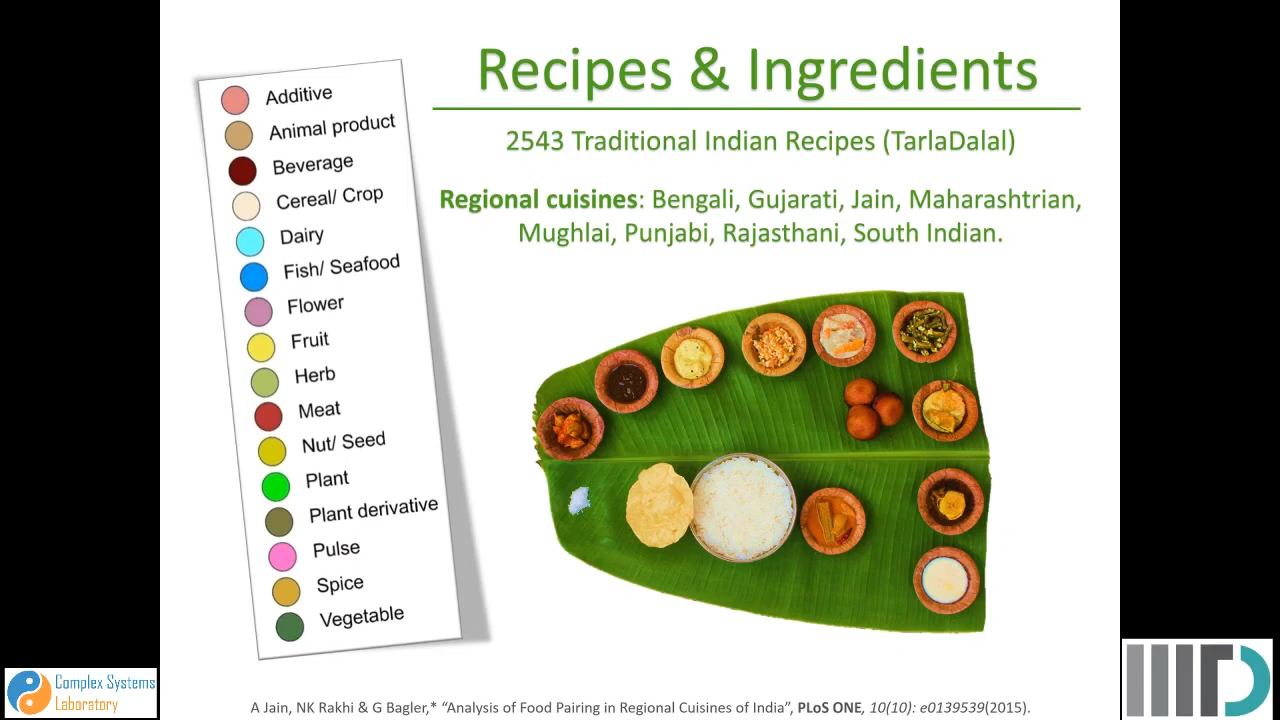 Recipes & Ingredients
2543 Traditional Indian Recipes (TarlaDalal)
Regional cuisines: Bengali, Gujarati, Jain, Maharashtrian,
Mughlai, Punjabi, Rajasthani, South Indian.
Additive
Animal product
Beverage
Cereal/ Crop
Dairy
Fish/ Seafood
Flower
Fruit
Herb
Meat
Nut/ Seed
Plant
Plant derivative
Pulse
Spice
Vegetable
Complex Systems
Laboratory
A Jain, NK Rakhi & G Bagler,* “Analysis of Food Pairing in Regional Cuisines of India”, PLoS ONE, 10(10): e0139539(2015).
IIITD